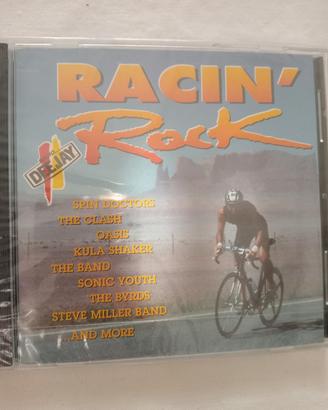 RACIN'
Rock
DEEJAY
SPIN DOCTORS
THE CLASH
OASIS
KULA SHAKER
THE BAND
SONIC YOUTH
THE BYRDS
STEVE MILLER BAND
...AND MORE